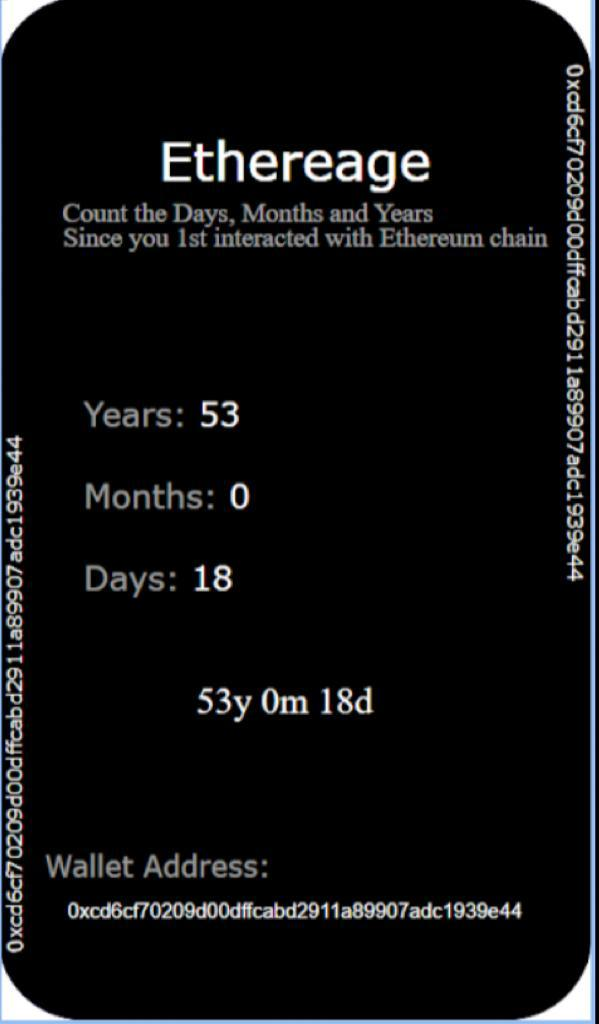 Ethereage
Count the Days, Months and Years
Since you 1st interacted with Ethereum chain
0xcd6cf70209d00dffcabd2911a89907adc1939e44
Years: 53
Months: 0
Days: 18
53y 0m 18d
0xcd6cf70209d00dffcabd2911a89907adc1939e44
Wallet Address:
0xcd6cf70209d00dffcabd2911a89907adc1939e44